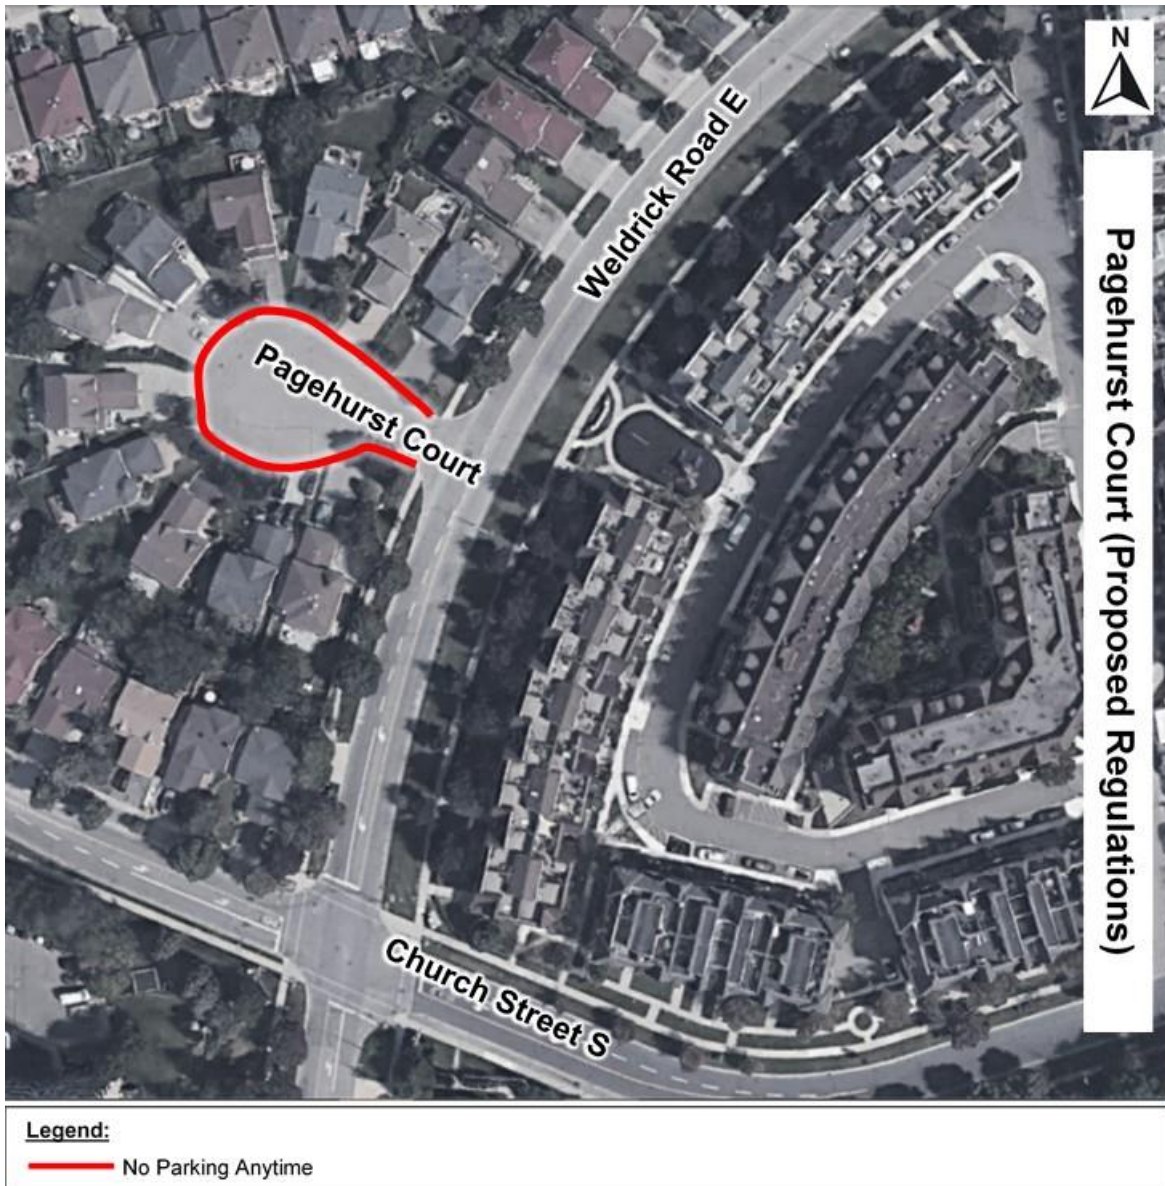 N
Pagehurst Court (Proposed Regulations)
Weldrick Road E
Pagehurst Court
Church Street S
Legend:
No Parking Anytime